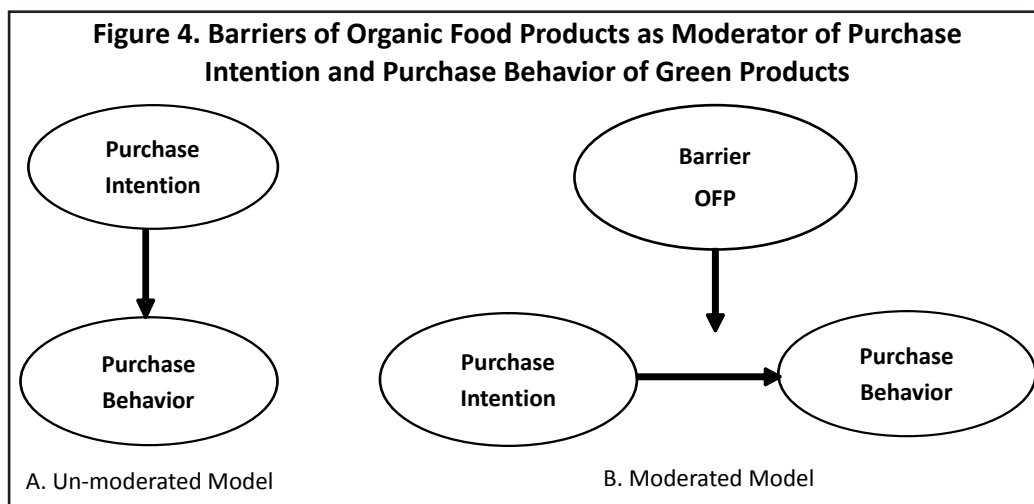 Figure 4. Barriers of Organic Food Products as Moderator of Purchase
Intention and Purchase Behavior of Green Products
Purchase
Intention
Purchase
Behavior
A. Un-moderated Model
Barrier
OFP
Purchase
Intention
Purchase
Behavior
B. Moderated Model